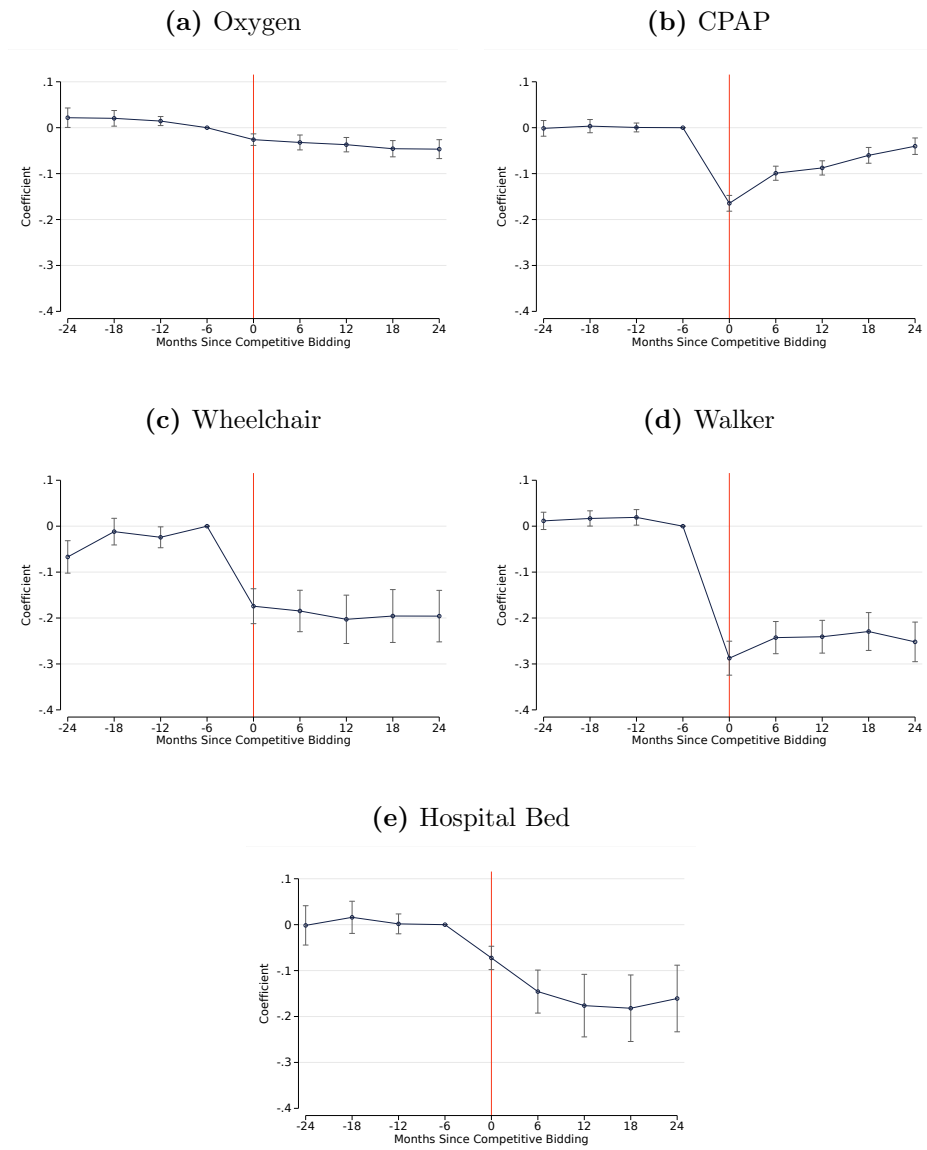 (a) Oxygen
(b) CPAP
.1
0
-.1
-.2
-.3
-.4
Coefficient
-24 -18 -12 -6 0 6 12 18 24
Months Since Competitive Bidding
.1
0
-.1
-.2
-.3
-.4
Coefficient
-24 -18 -12 -6 0 6 12 18 24
Months Since Competitive Bidding
(c) Wheelchair
(d) Walker
.1
0
-.1
-.2
-.3
-.4
Coefficient
-24 -18 -12 -6 0 6 12 18 24
Months Since Competitive Bidding
.1
0
-.1
-.2
-.3
-.4
Coefficient
-24 -18 -12 -6 0 6 12 18 24
Months Since Competitive Bidding
(e) Hospital Bed
.1
0
-.1
-.2
-.3
-.4
Coefficient
-24 -18 -12 -6 0 6 12 18 24
Months Since Competitive Bidding